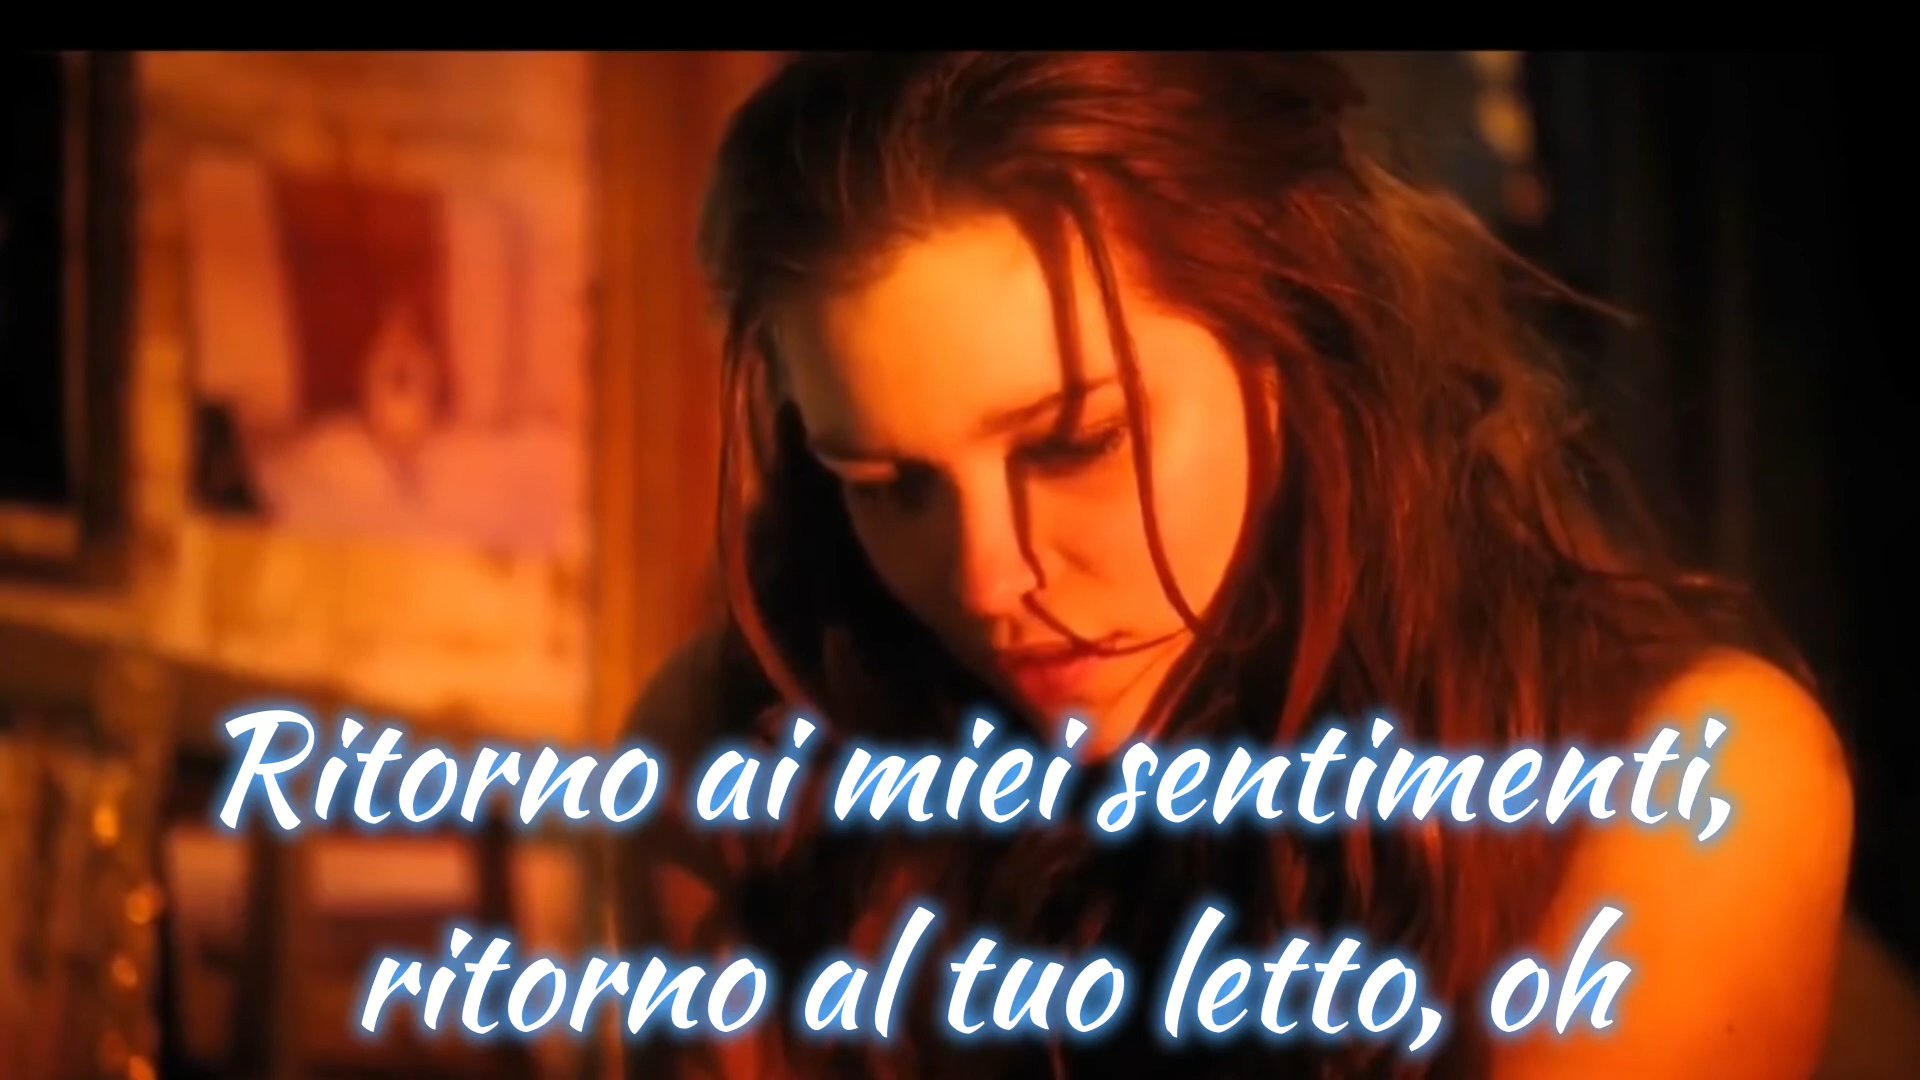 Ritorno ai miei sentimenti,
ritorno al tuo letto, oh